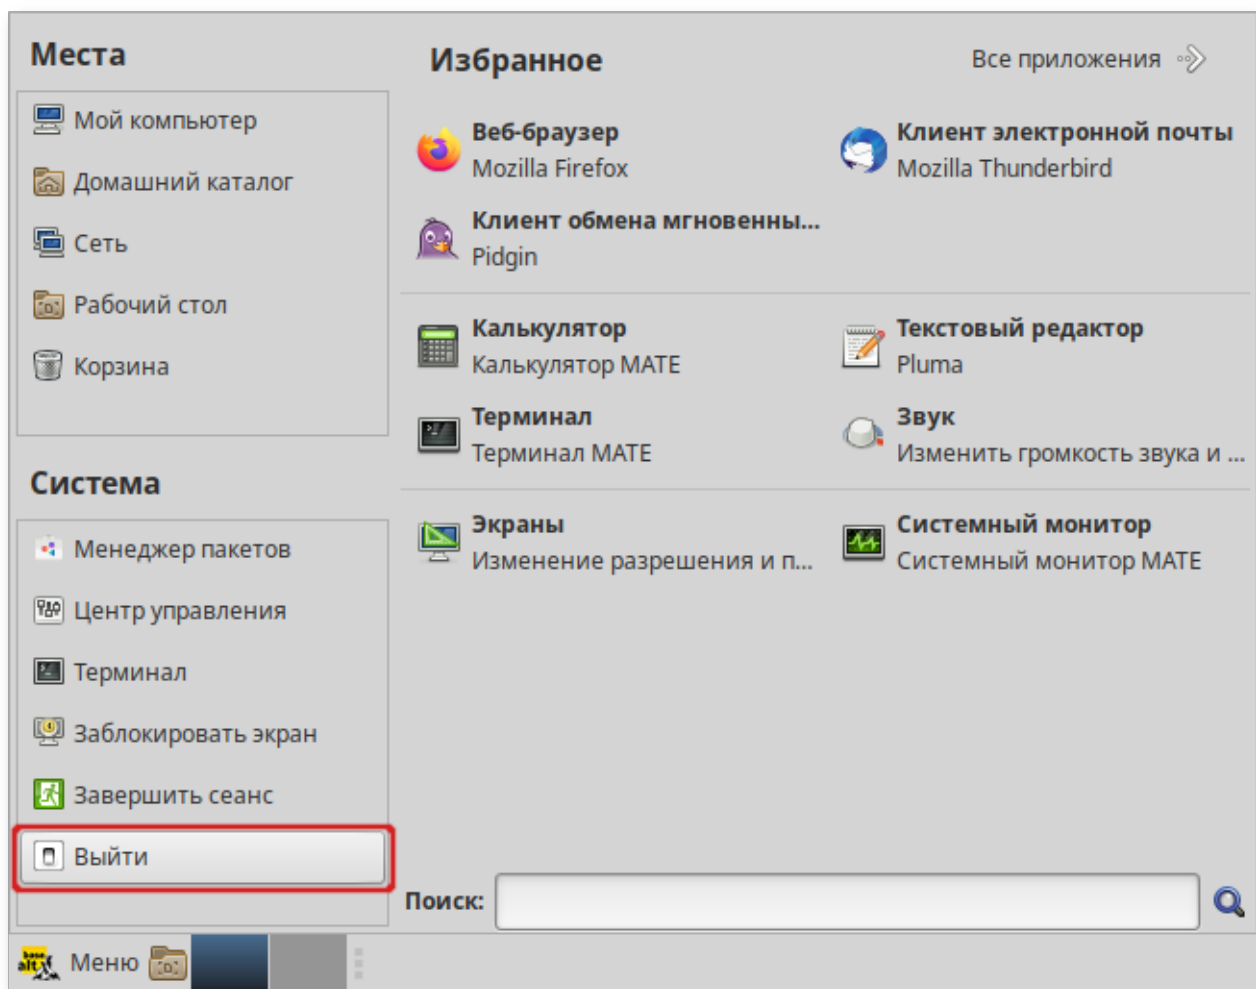 Места
Мой компьютер
Домашний каталог
Сеть
Рабочий стол
Корзина
Система
Менеджер пакетов
Центр управления
Терминал
Заблокировать экран
Завершить сеанс
Выйти
Избранное
Все приложения
Веб-браузер
Mozilla Firefox
Клиент электронной почты
Mozilla Thunderbird
Клиент обмена мгновенны...
Pidgin
Калькулятор
Калькулятор MATE
Текстовый редактор
Pluma
Терминал
Терминал MATE
Звук
Изменить громкость звука и ...
Экраны
Изменение разрешения и п...
Системный монитор
Системный монитор MATE
Поиск:
base
alt
Меню